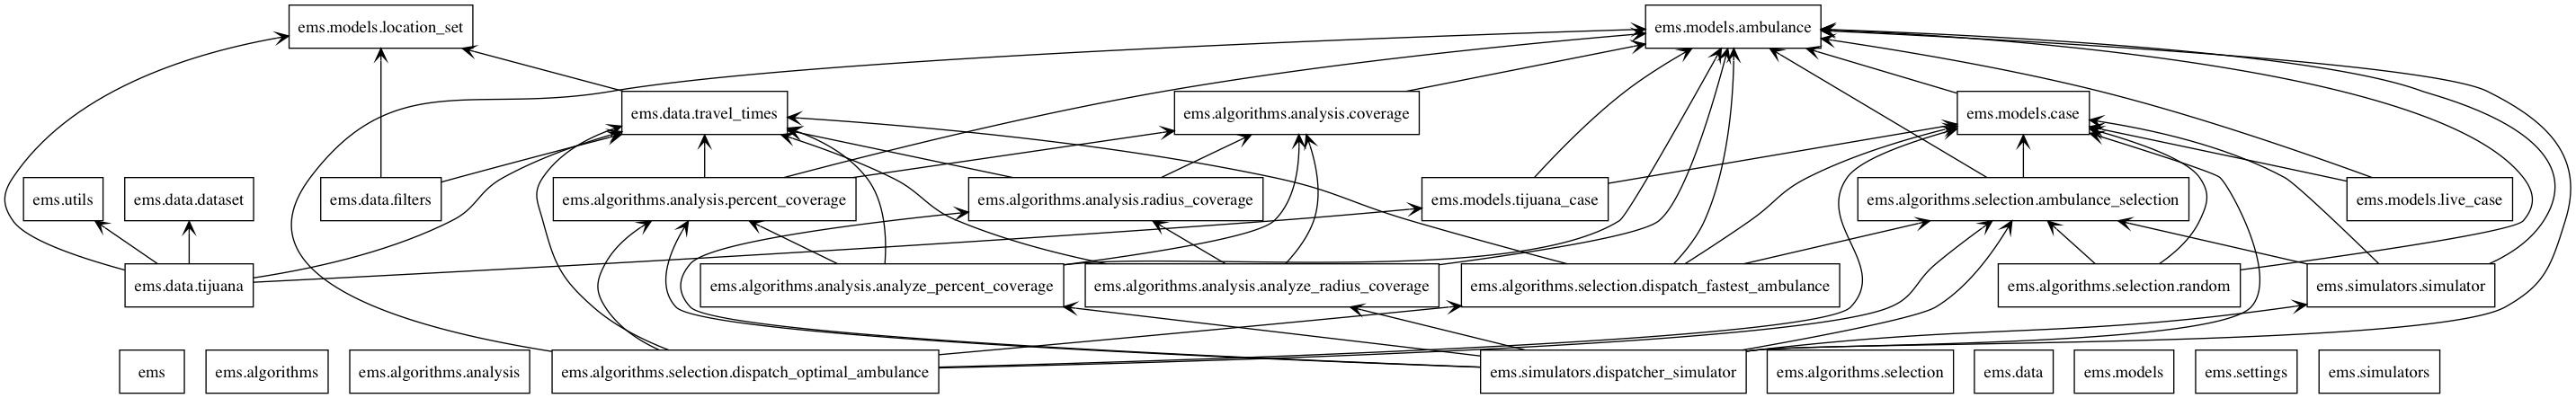 ems.models.location_set
ems.models.ambulance
ems.data.travel_times
ems.algorithms.analysis.coverage
ems.models.case
ems.utils
ems.data.dataset
ems.data.filters
ems.algorithms.analysis.percent_coverage
ems.algorithms.analysis.radius_coverage
ems.models.tijuana_case
ems.algorithms.selection.ambulance_selection
ems.models.live_case
ems.data.tijuana
ems.algorithms.analysis.analyze_percent_coverage
ems.algorithms.analysis.analyze_radius_coverage
ems.algorithms.selection.dispatch_fastest_ambulance
ems.algorithms.selection.random
ems.simulators.simulator
ems
ems.algorithms
ems.algorithms.analysis
ems.algorithms.selection.dispatch_optimal_ambulance
ems.simulators.dispatcher_simulator
ems.algorithms.selection
ems.data
ems.models
ems.settings
ems.simulators